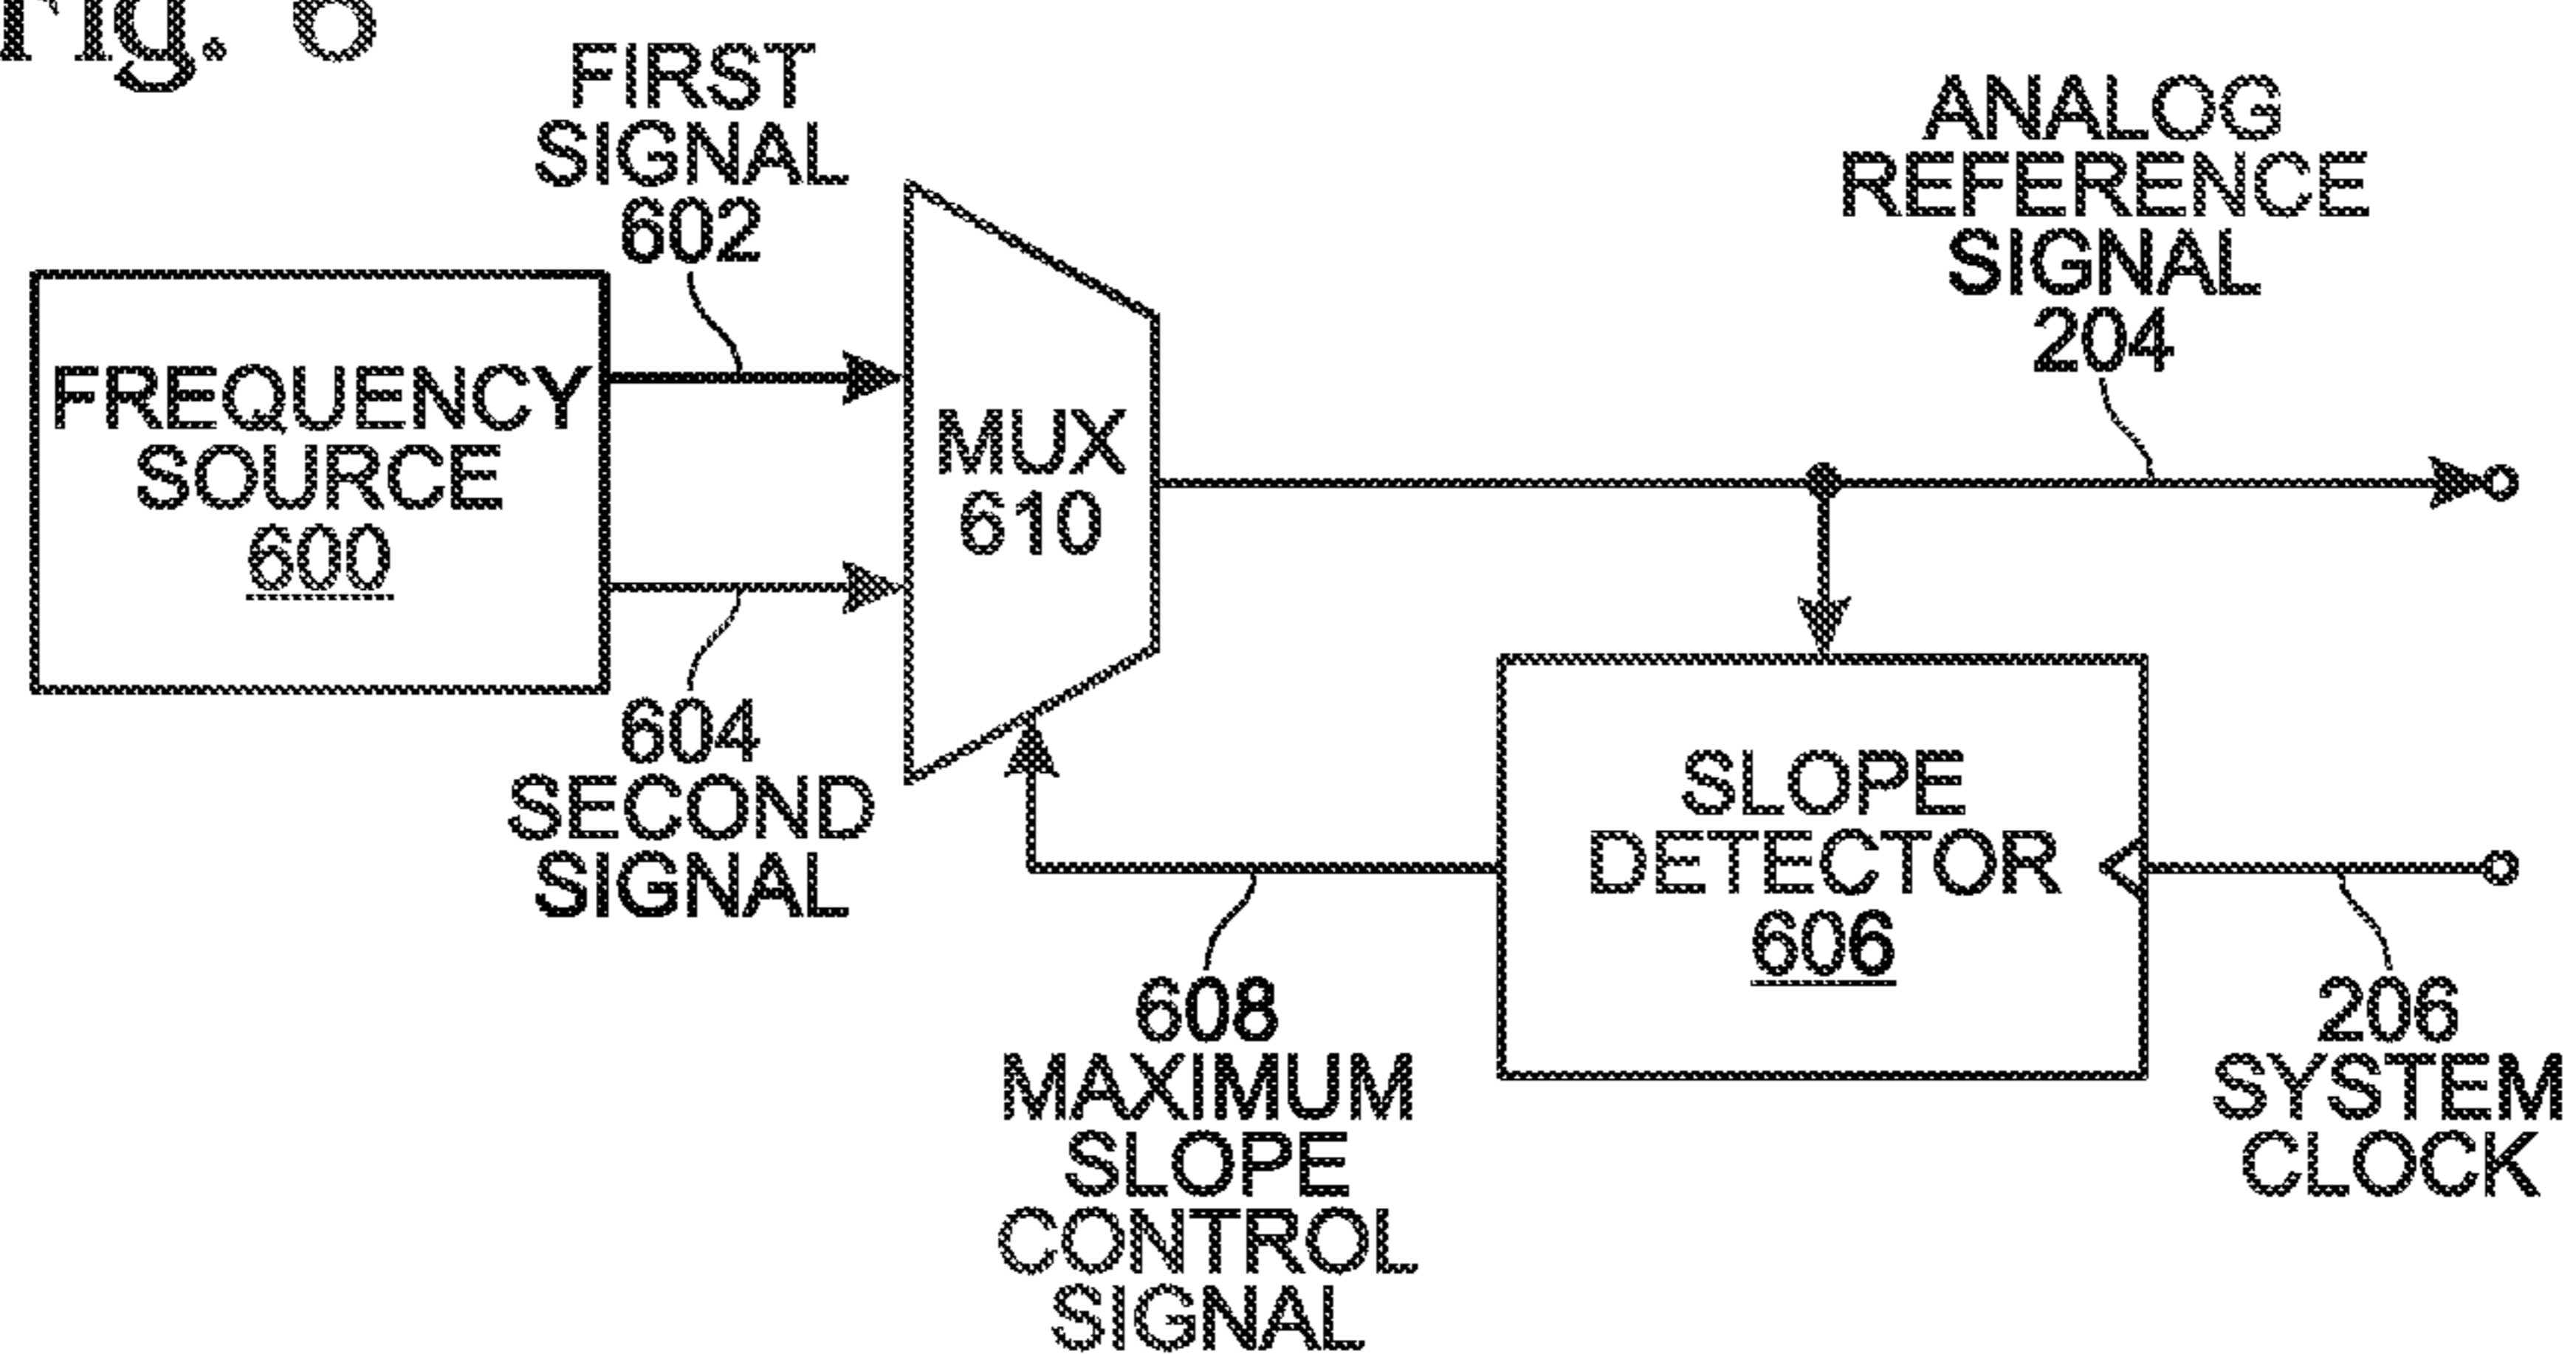 Fig. 6
FIRST
SIGNAL
602
ANALOG
REFERENCE
SIGNAL
204
FREQUENCY
SOURCE
600
MUX
610
604
SECOND
SIGNAL
SLOPE
DETECTOR
606
608
MAXIMUM
SLOPE
CONTROL
SIGNAL
206
SYSTEM
CLOCK